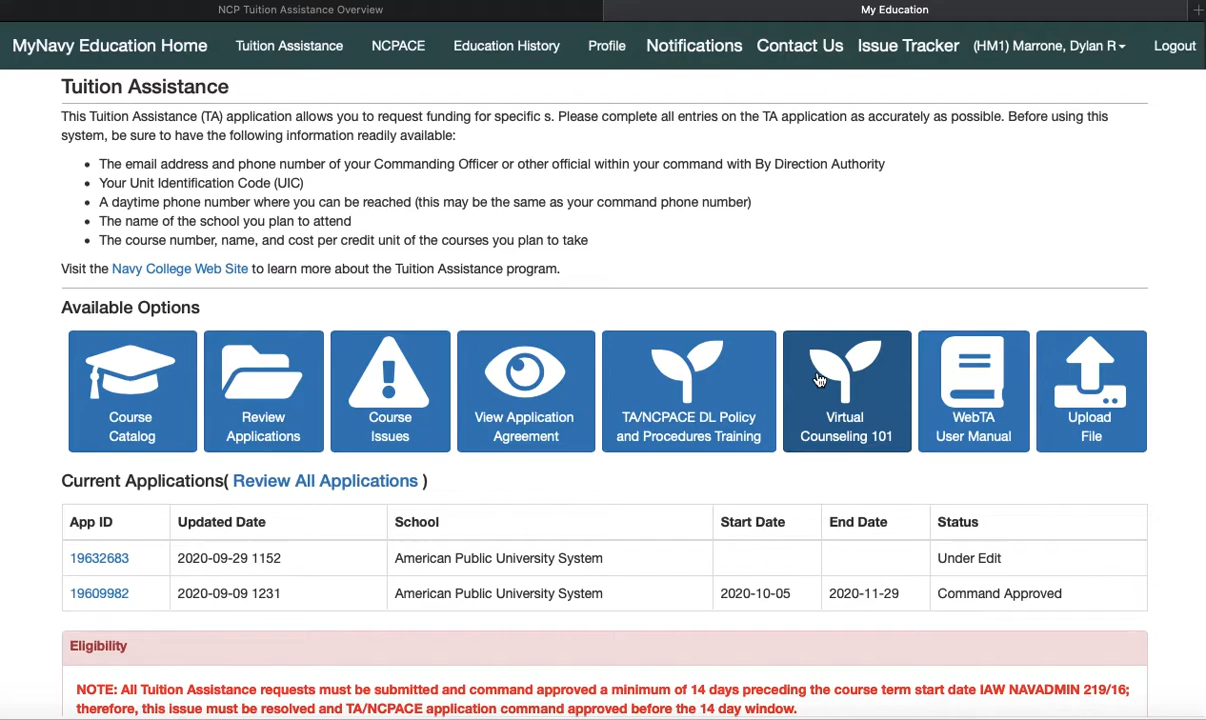 NCP Tuition Assistance Overview
My Education
MyNavy Education Home
Tuition Assistance
NCPACE
Education History
Profile
Notifications
Contact Us
Issue Tracker
(HM1) Marrone, Dylan R
Logout
Tuition Assistance
This Tuition Assistance (TA) application allows you to request funding for specific s. Please complete all entries on the TA application as accurately as possible. Before using this
system, be sure to have the following information readily available:
The email address and phone number of your Commanding Officer or other official within your command with By Direction Authority
Your Unit Identification Code (UIC)
A daytime phone number where you can be reached (this may be the same as your command phone number)
The name of the school you plan to attend
The course number, name, and cost per credit unit of the courses you plan to take
Visit the Navy College Web Site to learn more about the Tuition Assistance program.
Available Options
Course
Catalog
Review
Applications
Course
Issues
View Application
Agreement
TA/NCPACE DL Policy
and Procedures Training
Virtual
Counseling 101
WebTA
User Manual
Upload
File
Current Applications( Review All Applications )
App ID Updated Date School Start Date End Date Status
19632683 2020-09-29 1152 American Public University System Under Edit
19609982 2020-09-09 1231 American Public University System 2020-10-05 2020-11-29 Command Approved
Eligibility
NOTE: All Tuition Assistance requests must be submitted and command approved a minimum of 14 days preceding the course term start date IAW NAVADMIN 219/16;
therefore, this issue must be resolved and TA/NCPACE application command approved before the 14 day window.